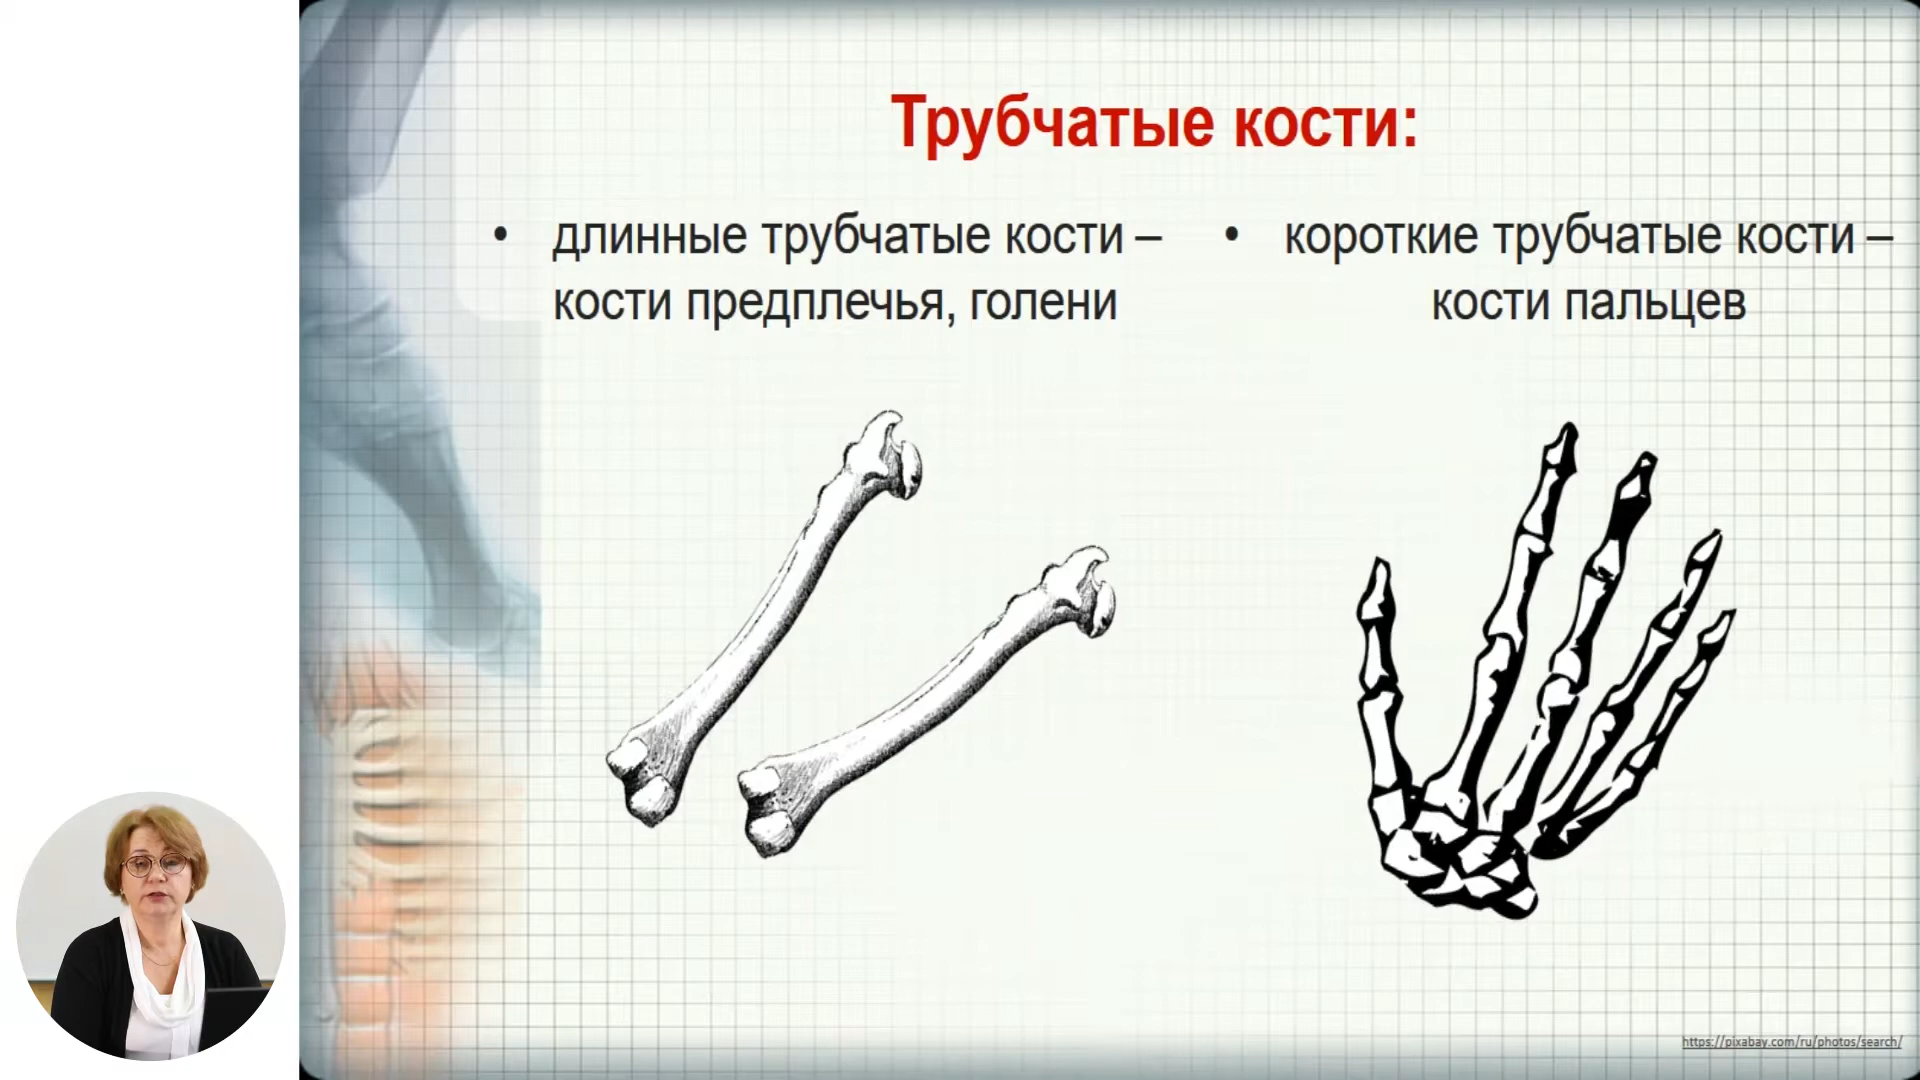 Трубчатые кости:
• длинные трубчатые кости –
кости предплечья, голени
• короткие трубчатые кости –
кости пальцев
https://pixabay.com/ru/photos/search/